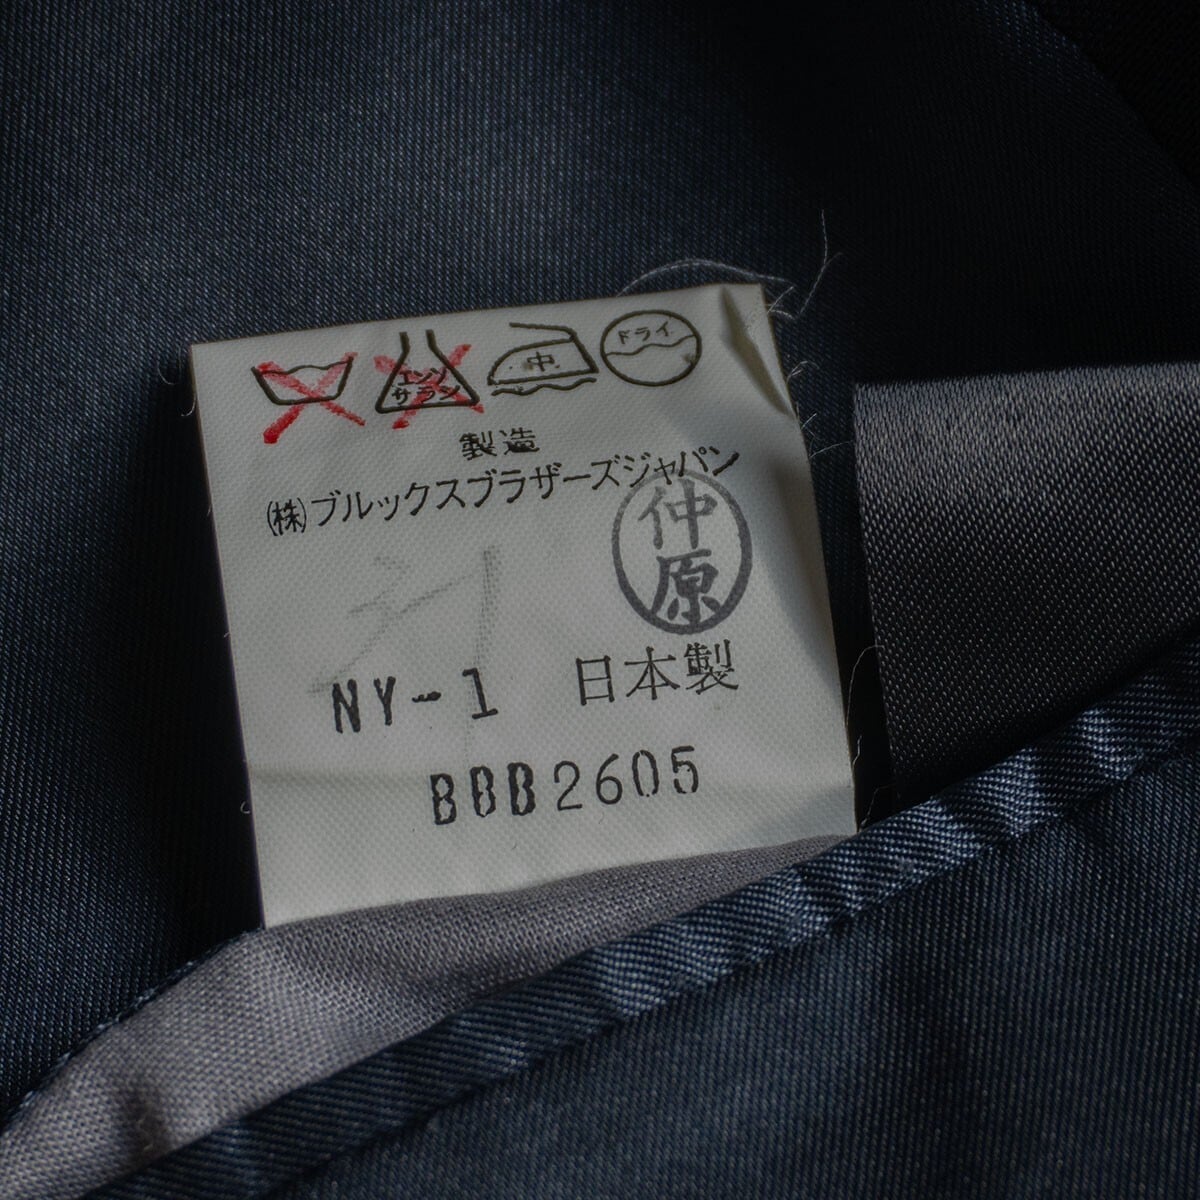 エンソ
サラン
中
ドライ
製造
(株)ブルックスブラザーズジャパン
仲原
NY-1 日本製
BBB2605